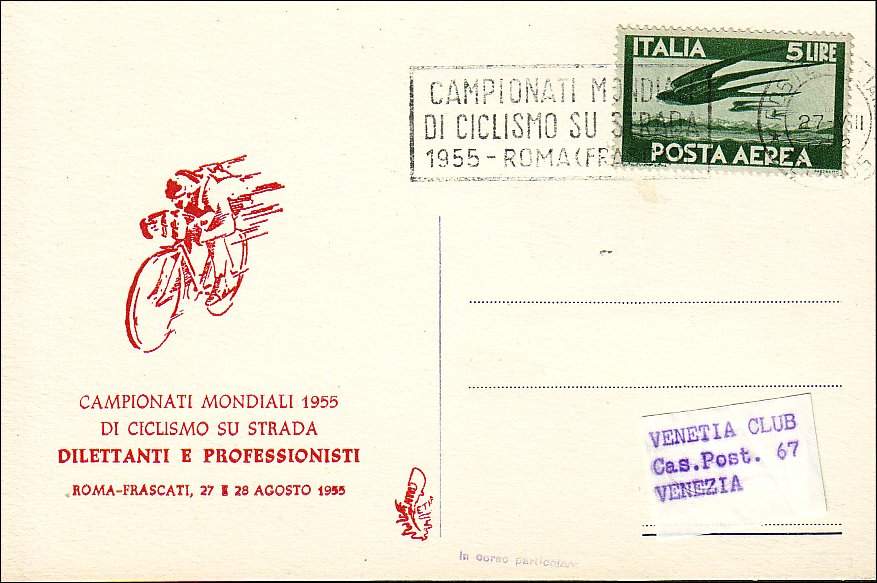 ITALIA 5 LIRE
CAMPIONATI MONDIA
DI CICLISMO SU STRADA
1955 - ROMA (FRA
27 VIII
POSTA AEREA
CAMPIONATI MONDIALI 1955
DI CICLISMO SU STRADA
DILETTANTI E PROFESSIONISTI
ROMA-FRASCATI, 27 E 28 AGOSTO 1955
VENETIA CLUB
Cas.Post. 67
VENEZIA
In corso particolare